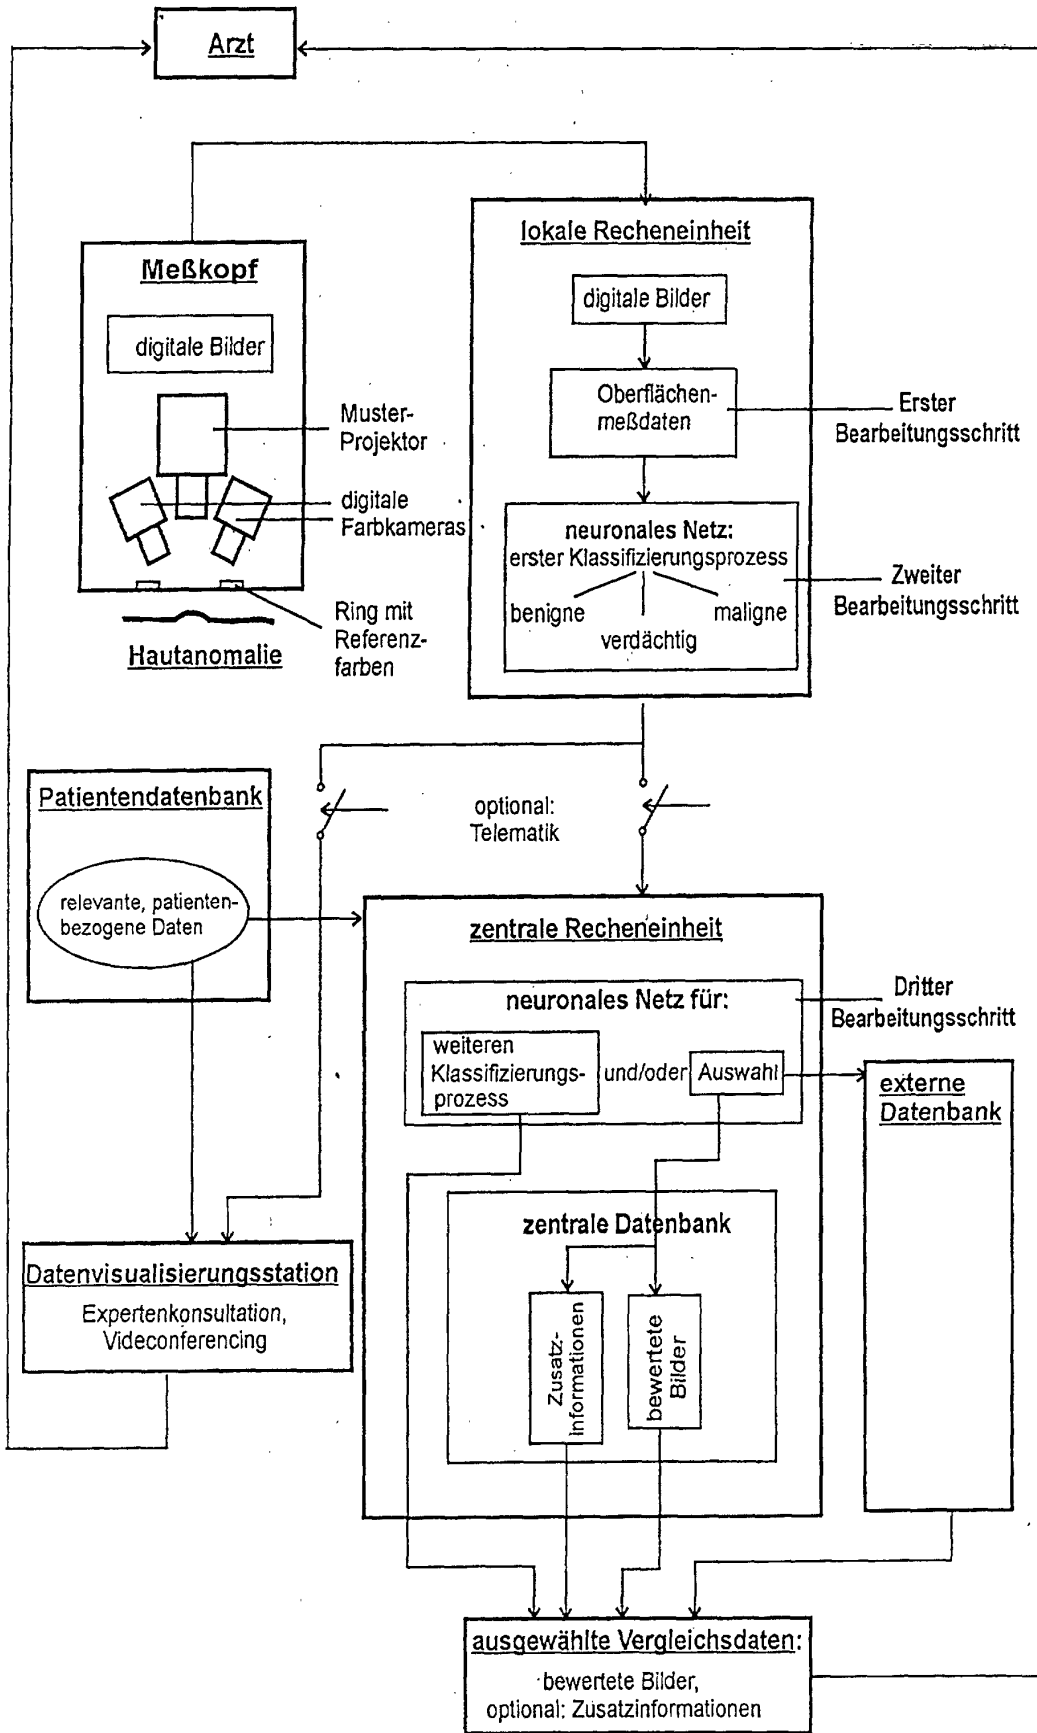 Arzt
Meßkopf
digitale Bilder
Muster-
Projektor
digitale
Farbkameras
Ring mit
Referenz-
farben
Hautanomalie
lokale Recheneinheit
digitale Bilder
Oberflächen-
meßdaten
Erster
Bearbeitungsschritt
neuronales Netz:
erster Klassifizierungsprozess
benigne
maligne
verdächtig
Zweiter
Bearbeitungsschritt
Patientendatenbank
relevante, patienten-
bezogene Daten
optional:
Telematik
zentrale Recheneinheit
neuronales Netz für:
weiteren
Klassifizierungs-
prozess
und/oder
Auswahl
Dritter
Bearbeitungsschritt
externe
Datenbank
zentrale Datenbank
Zusatz-
informationen
bewertete
Bilder
Datenvisualisierungsstation
Expertenkonsultation,
Videconferencing
ausgewählte Vergleichsdaten:
bewertete Bilder,
optional: Zusatzinformationen